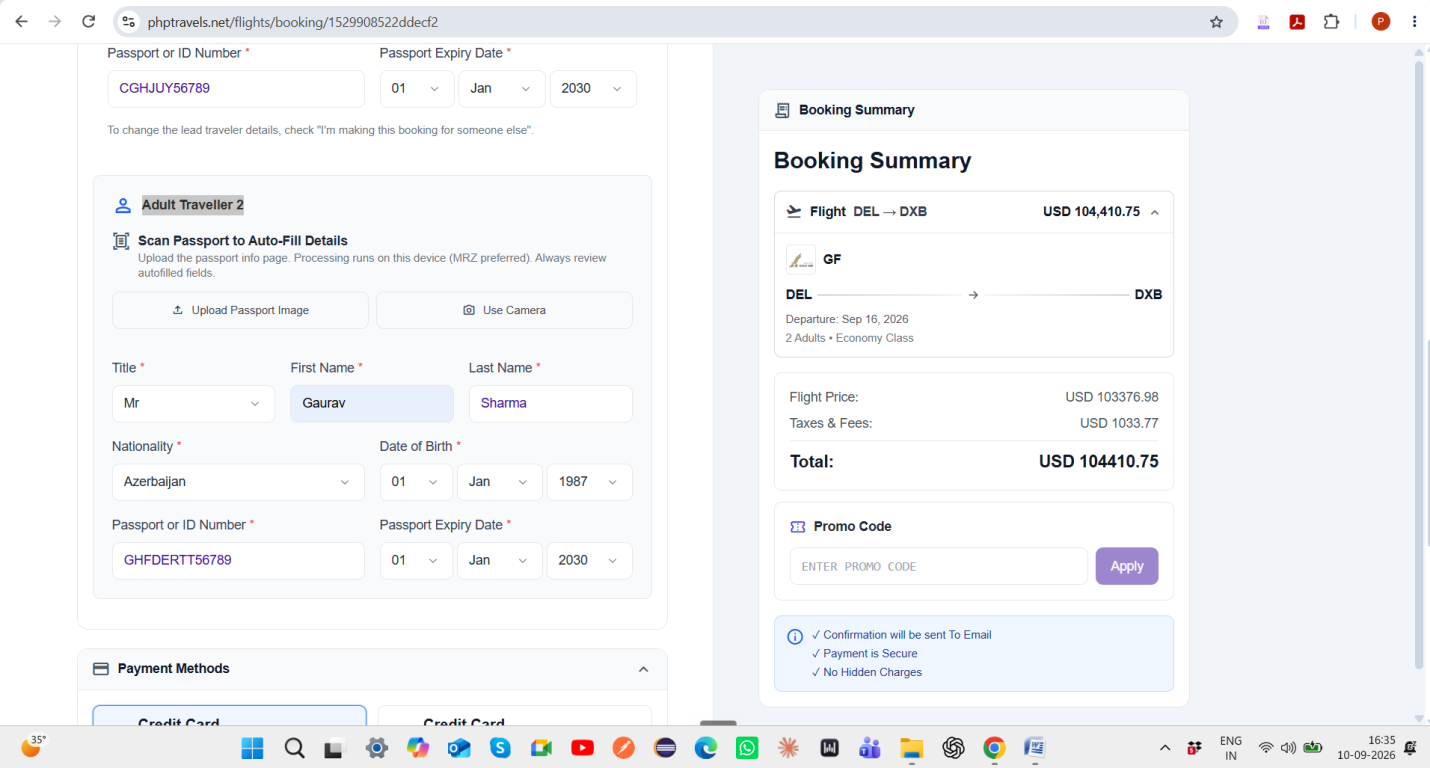 phptravels.net/flights/booking/1529908522ddecf2
P
Passport or ID Number *
Passport Expiry Date *
CGHJUY56789
01
Jan
2030
To change the lead traveler details, check "I'm making this booking for someone else".
Adult Traveller 2
Scan Passport to Auto-Fill Details
Upload the passport info page. Processing runs on this device (MRZ preferred). Always review
autofilled fields.
Upload Passport Image
Use Camera
Title *
First Name *
Last Name *
Mr
Gaurav
Sharma
Nationality *
Date of Birth *
Azerbaijan
01
Jan
1987
Passport or ID Number *
Passport Expiry Date *
GHFDERTT56789
01
Jan
2030
Payment Methods
Credit Card
Credit Card
Booking Summary
Booking Summary
Flight DEL → DXB
USD 104,410.75
GF
DEL → DXB
Departure: Sep 16, 2026
2 Adults • Economy Class
Flight Price: USD 103376.98
Taxes & Fees: USD 1033.77
Total: USD 104410.75
Promo Code
ENTER PROMO CODE
Apply
✓ Confirmation will be sent To Email
✓ Payment is Secure
✓ No Hidden Charges
35°
ENG
IN
16:35
10-09-2026